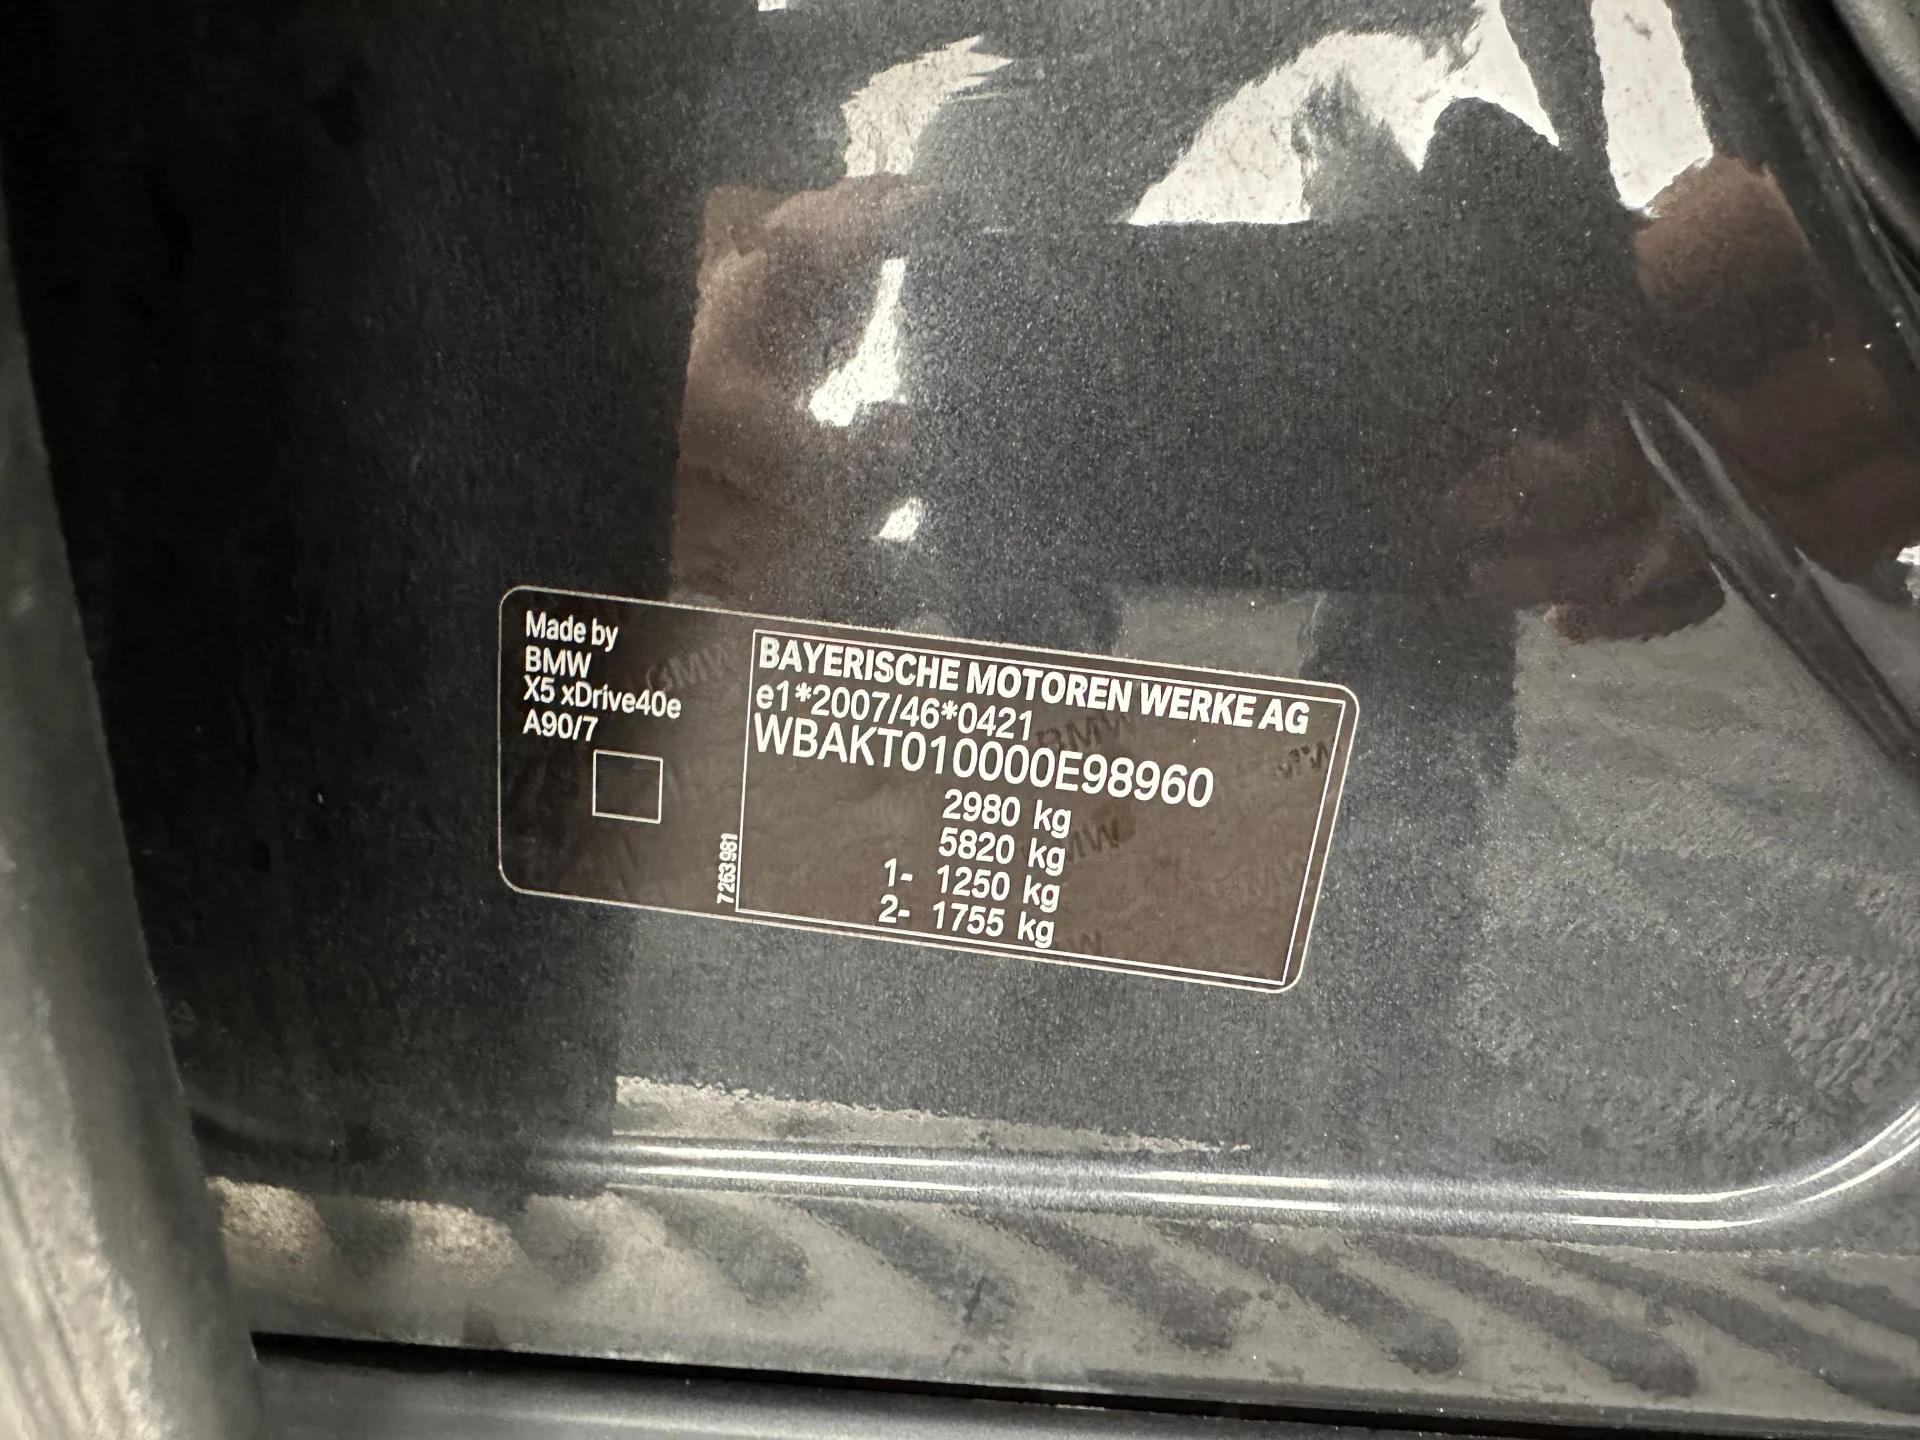 Made by
BMW
X5 xDrive40e
A90/7
7263981
BAYERISCHE MOTOREN WERKE AG
e1*2007/46*0421
WBAKT010000E98960
2980 kg
5820 kg
1- 1250 kg
2- 1755 kg